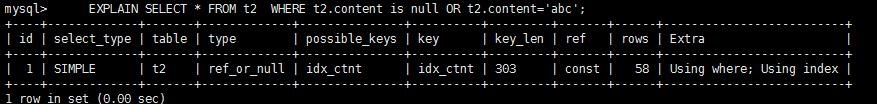 mysql>      EXPLAIN SELECT * FROM t2  WHERE t2.content is null OR t2.content='abc';
+----+-------------+-------+-------------+---------------+----------+---------+-------+------+--------------------------+
| id | select_type | table | type        | possible_keys | key      | key_len | ref   | rows | Extra                    |
+----+-------------+-------+-------------+---------------+----------+---------+-------+------+--------------------------+
|  1 | SIMPLE      | t2    | ref_or_null | idx_ctnt      | idx_ctnt | 303     | const |   58 | Using where; Using index |
+----+-------------+-------+-------------+---------------+----------+---------+-------+------+--------------------------+
1 row in set (0.00 sec)